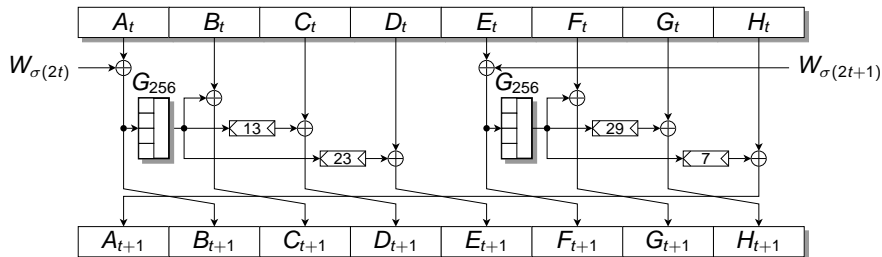 A_t B_t C_t D_t E_t F_t G_t H_t
W_σ(2t) W_σ(2t+1)
G_256 G_256
13 29
23 7
A_t+1 B_t+1 C_t+1 D_t+1 E_t+1 F_t+1 G_t+1 H_t+1